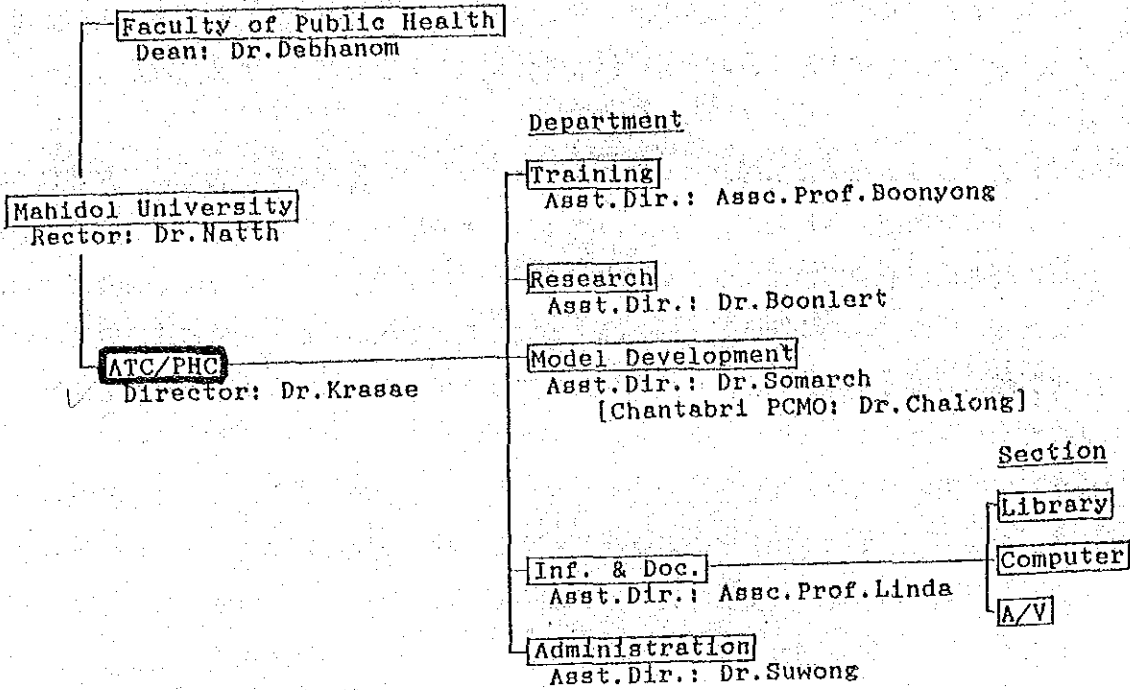 Faculty of Public Health
Dean: Dr.Debhanom
Department
Training
Asst.Dir.: Assc.Prof.Boonyong
Mahidol University
Rector: Dr.Natth
Research
Asst.Dir.: Dr.Boonlert
ATC/PHC
Director: Dr.Krasae
Model Development
Asst.Dir.: Dr.Somarch
[Chantabri PCMO: Dr.Chalong]
Section
Library
Inf. & Doc.
Asst.Dir.: Assc.Prof.Linda
Computer
A/V
Administration
Asst.Dir.: Dr.Suwong